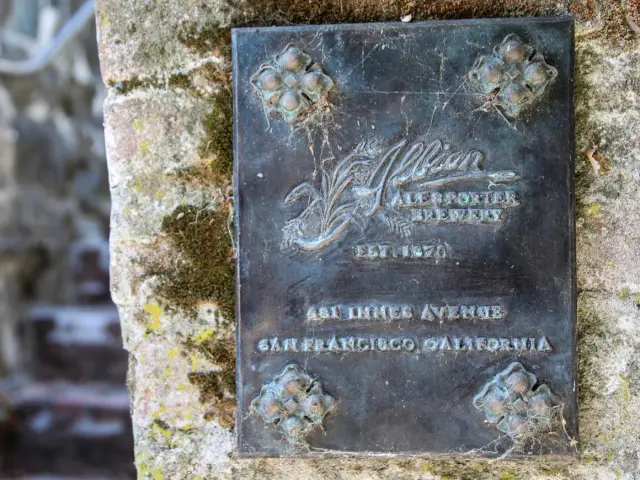 Albion
ALE & PORTER
BREWERY
EST. 1870
881 INNES AVENUE
SAN FRANCISCO, CALIFORNIA